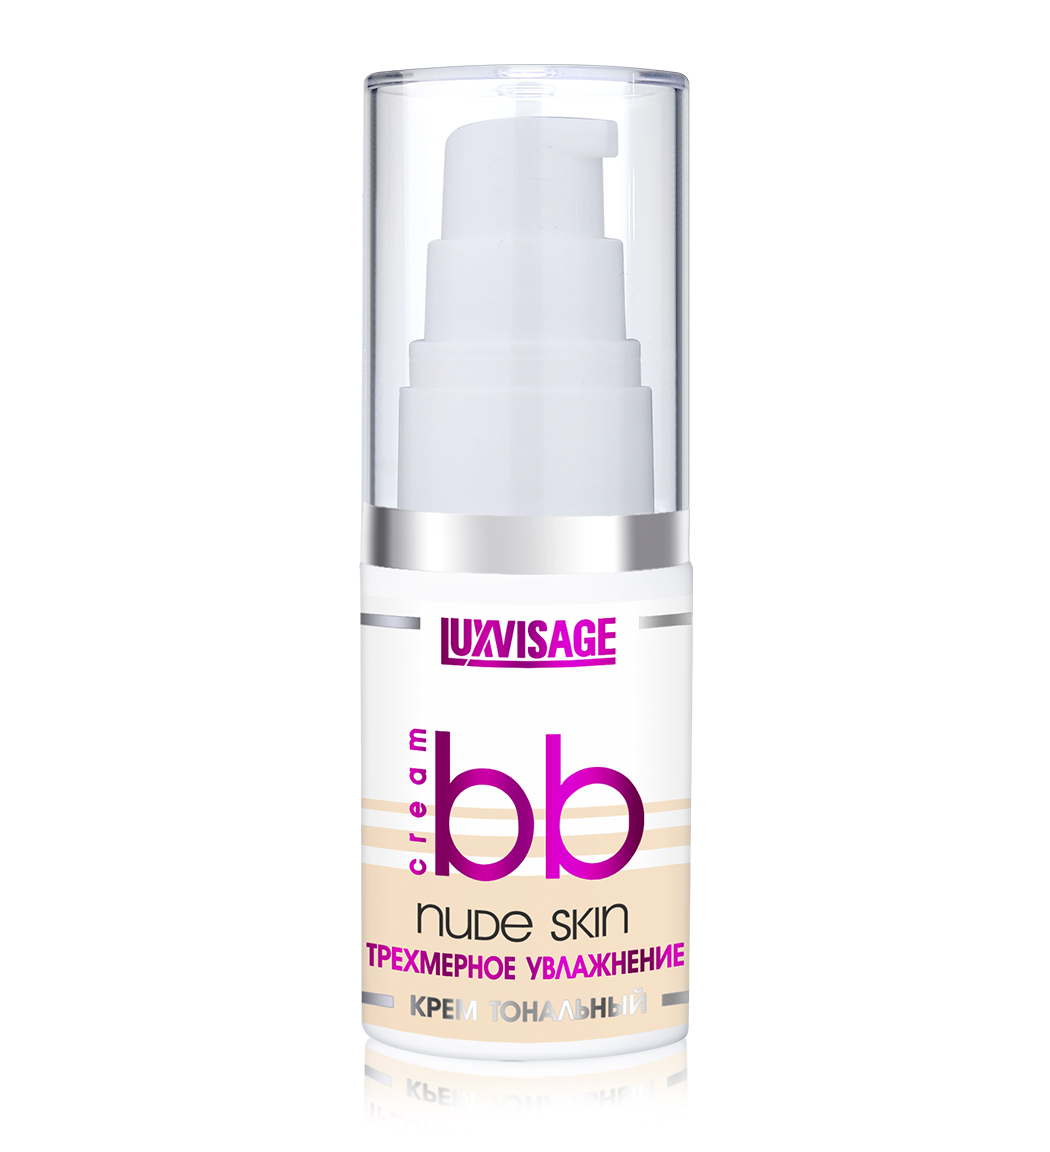 LUXVISAGE
cream
bb
nude skin
ТРЕХМЕРНОЕ УВЛАЖНЕНИЕ
КРЕМ ТОНАЛЬНЫЙ